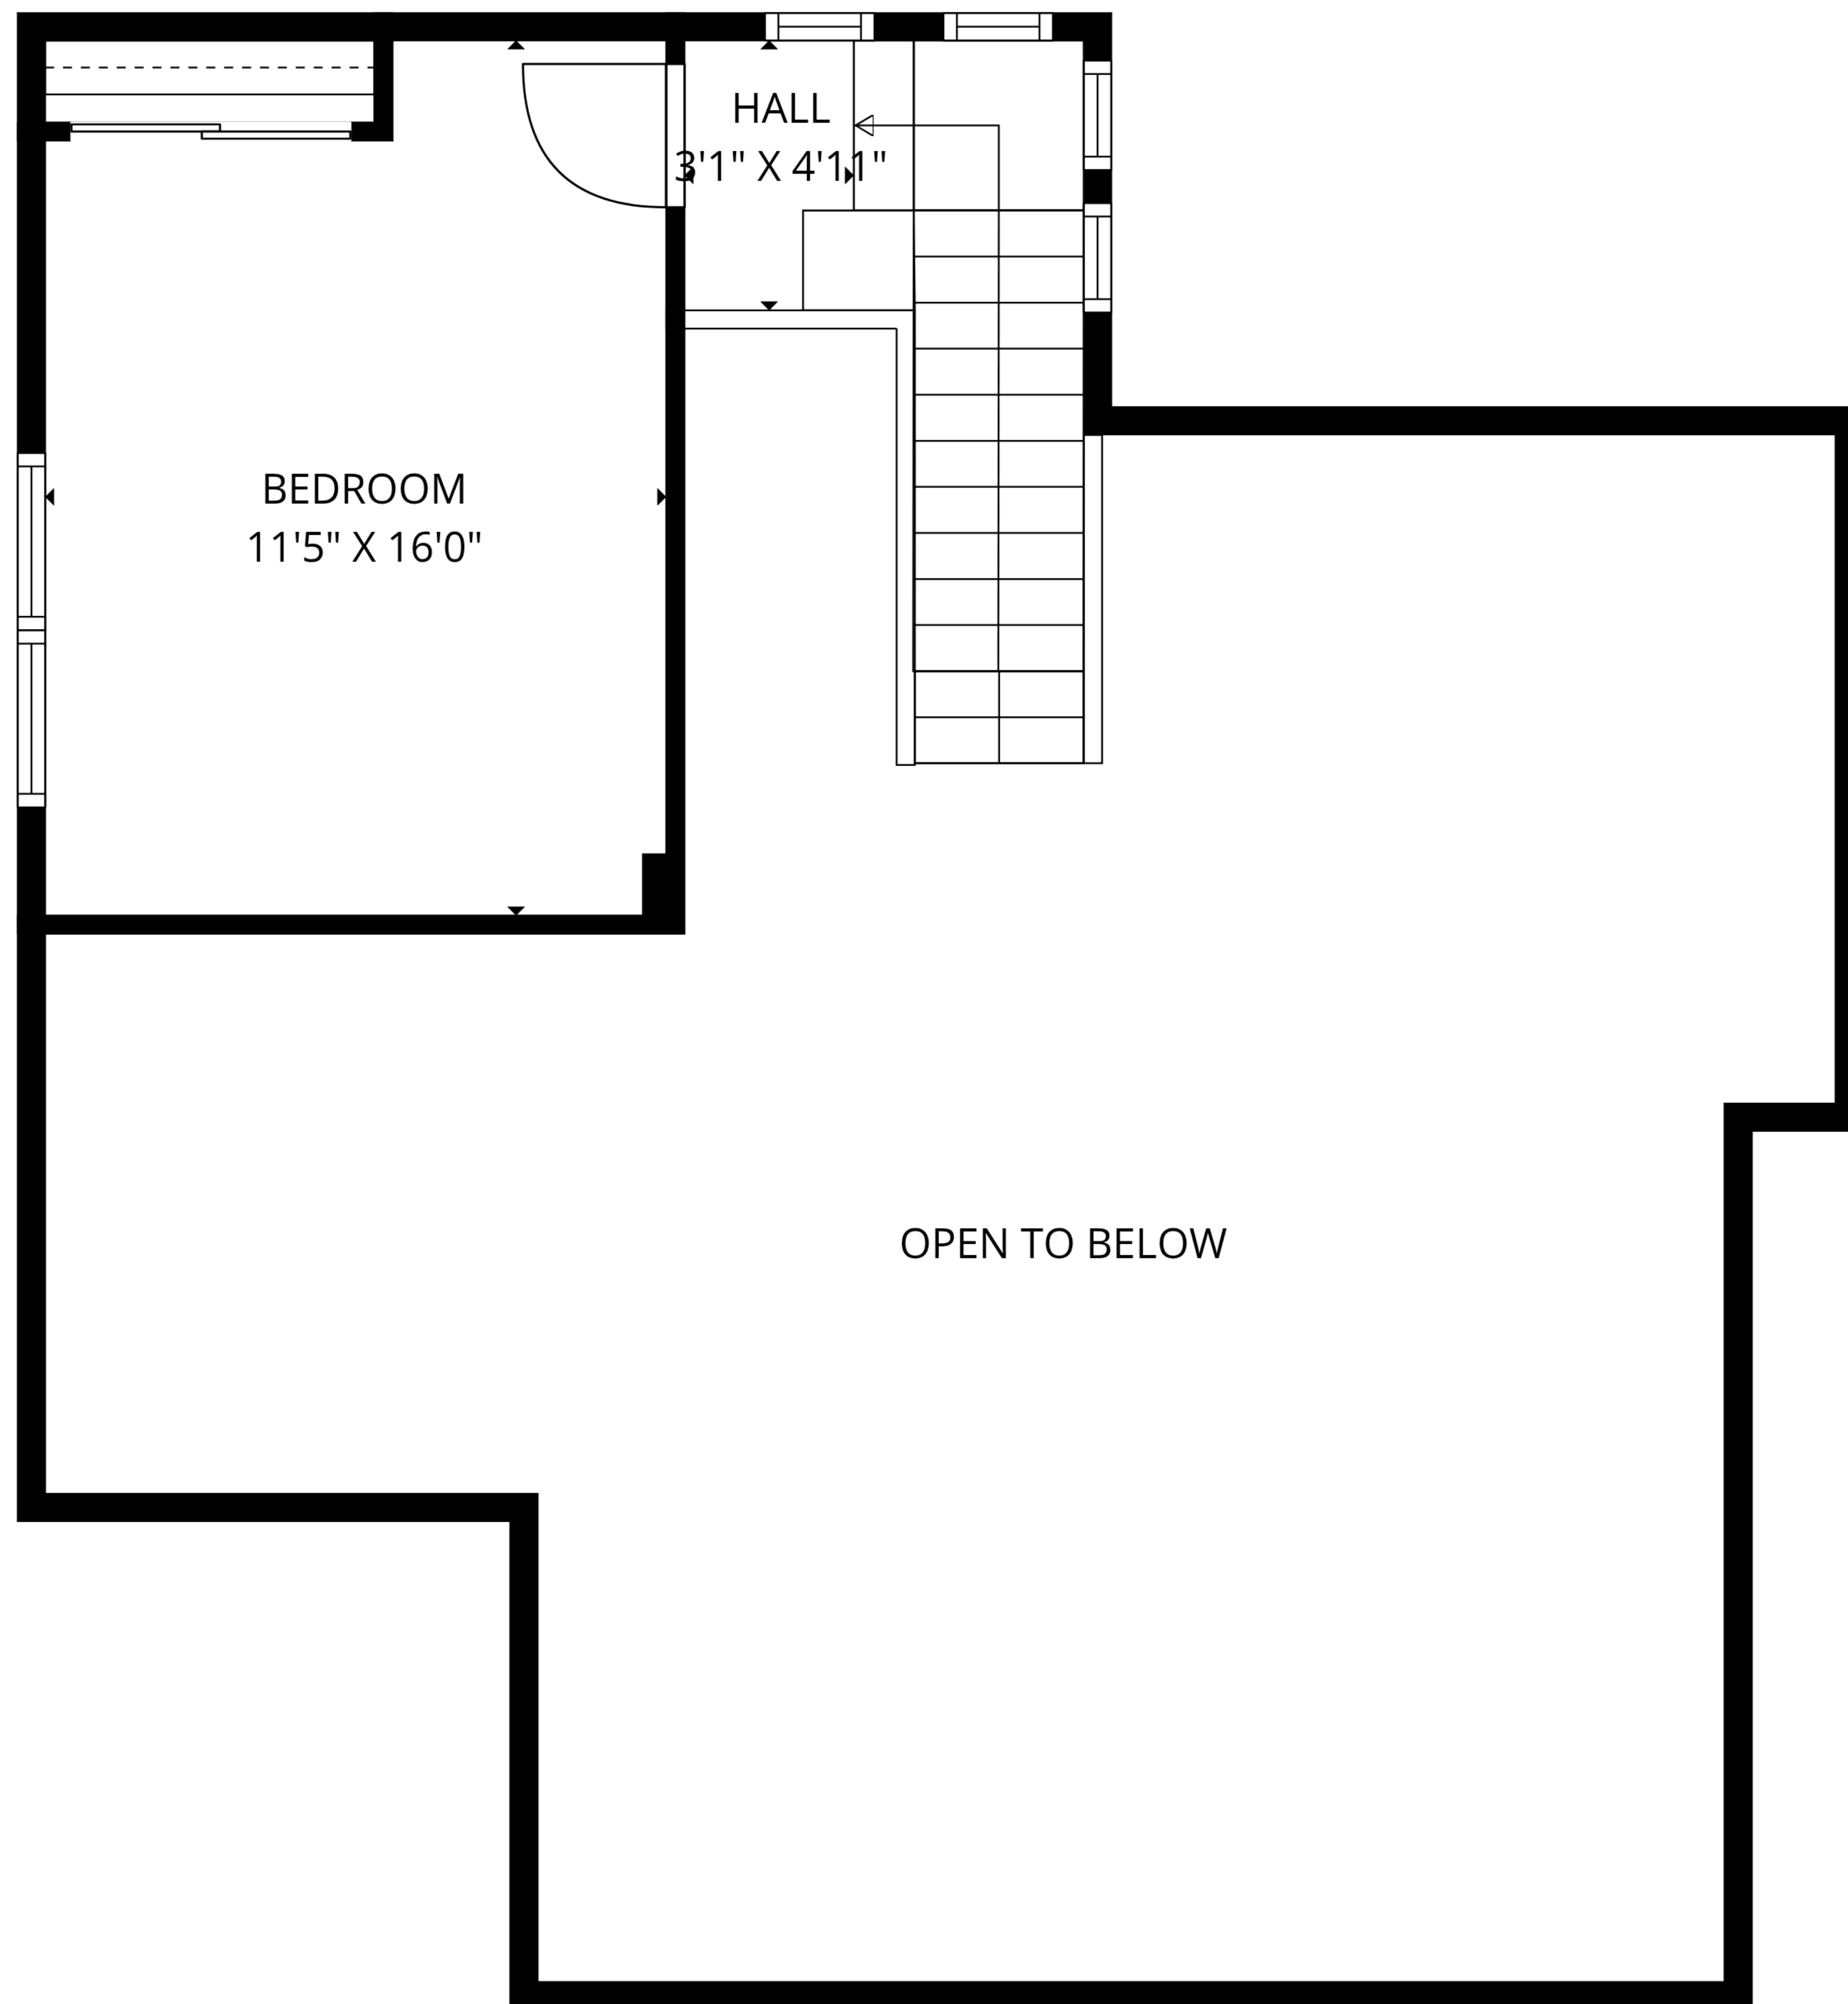 HALL
3'1" X 4'11"
BEDROOM
11'5" X 16'0"
OPEN TO BELOW